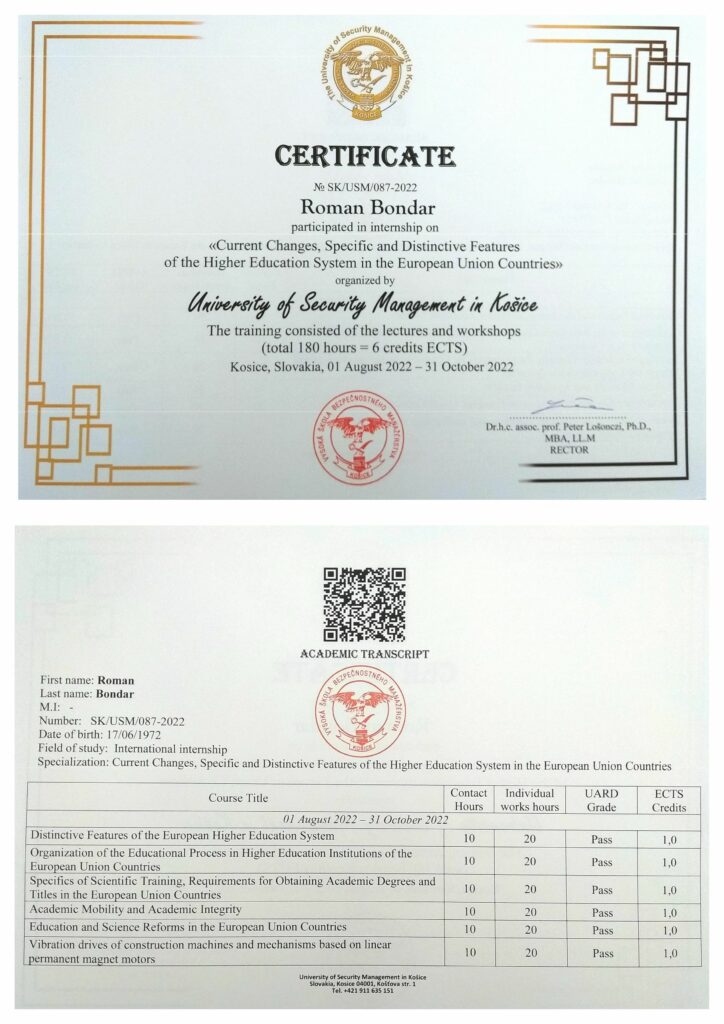 The University of Security Management in Košice
KOŠICE
CERTIFICATE
№ SK/USM/087-2022
Roman Bondar
participated in internship on
«Current Changes, Specific and Distinctive Features
of the Higher Education System in the European Union Countries»
organized by
University of Security Management in Košice
The training consisted of the lectures and workshops
(total 180 hours = 6 credits ECTS)
Kosice, Slovakia, 01 August 2022 – 31 October 2022
VYSOKÁ ŠKOLA BEZPEČNOSTNÉHO MANAŽÉRSTVA
KOŠICE
Dr.h.c. assoc. prof. Peter Lošonczi, Ph.D.,
MBA, LL.M
RECTOR
ACADEMIC TRANSCRIPT
VYSOKÁ ŠKOLA BEZPEČNOSTNÉHO MANAŽÉRSTVA
KOŠICE
First name: Roman
Last name: Bondar
M.I: -
Number: SK/USM/087-2022
Date of birth: 17/06/1972
Field of study: International internship
Specialization: Current Changes, Specific and Distinctive Features of the Higher Education System in the European Union Countries
Course Title Contact Hours Individual works hours UARD Grade ECTS Credits
01 August 2022 – 31 October 2022
Distinctive Features of the European Higher Education System 10 20 Pass 1,0
Organization of the Educational Process in Higher Education Institutions of the
European Union Countries 10 20 Pass 1,0
Specifics of Scientific Training, Requirements for Obtaining Academic Degrees and
Titles in the European Union Countries 10 20 Pass 1,0
Academic Mobility and Academic Integrity 10 20 Pass 1,0
Education and Science Reforms in the European Union Countries 10 20 Pass 1,0
Vibration drives of construction machines and mechanisms based on linear
permanent magnet motors 10 20 Pass 1,0
University of Security Management in Košice
Slovakia, Kosice 04001, Košťova str. 1
Tel. +421 911 635 151